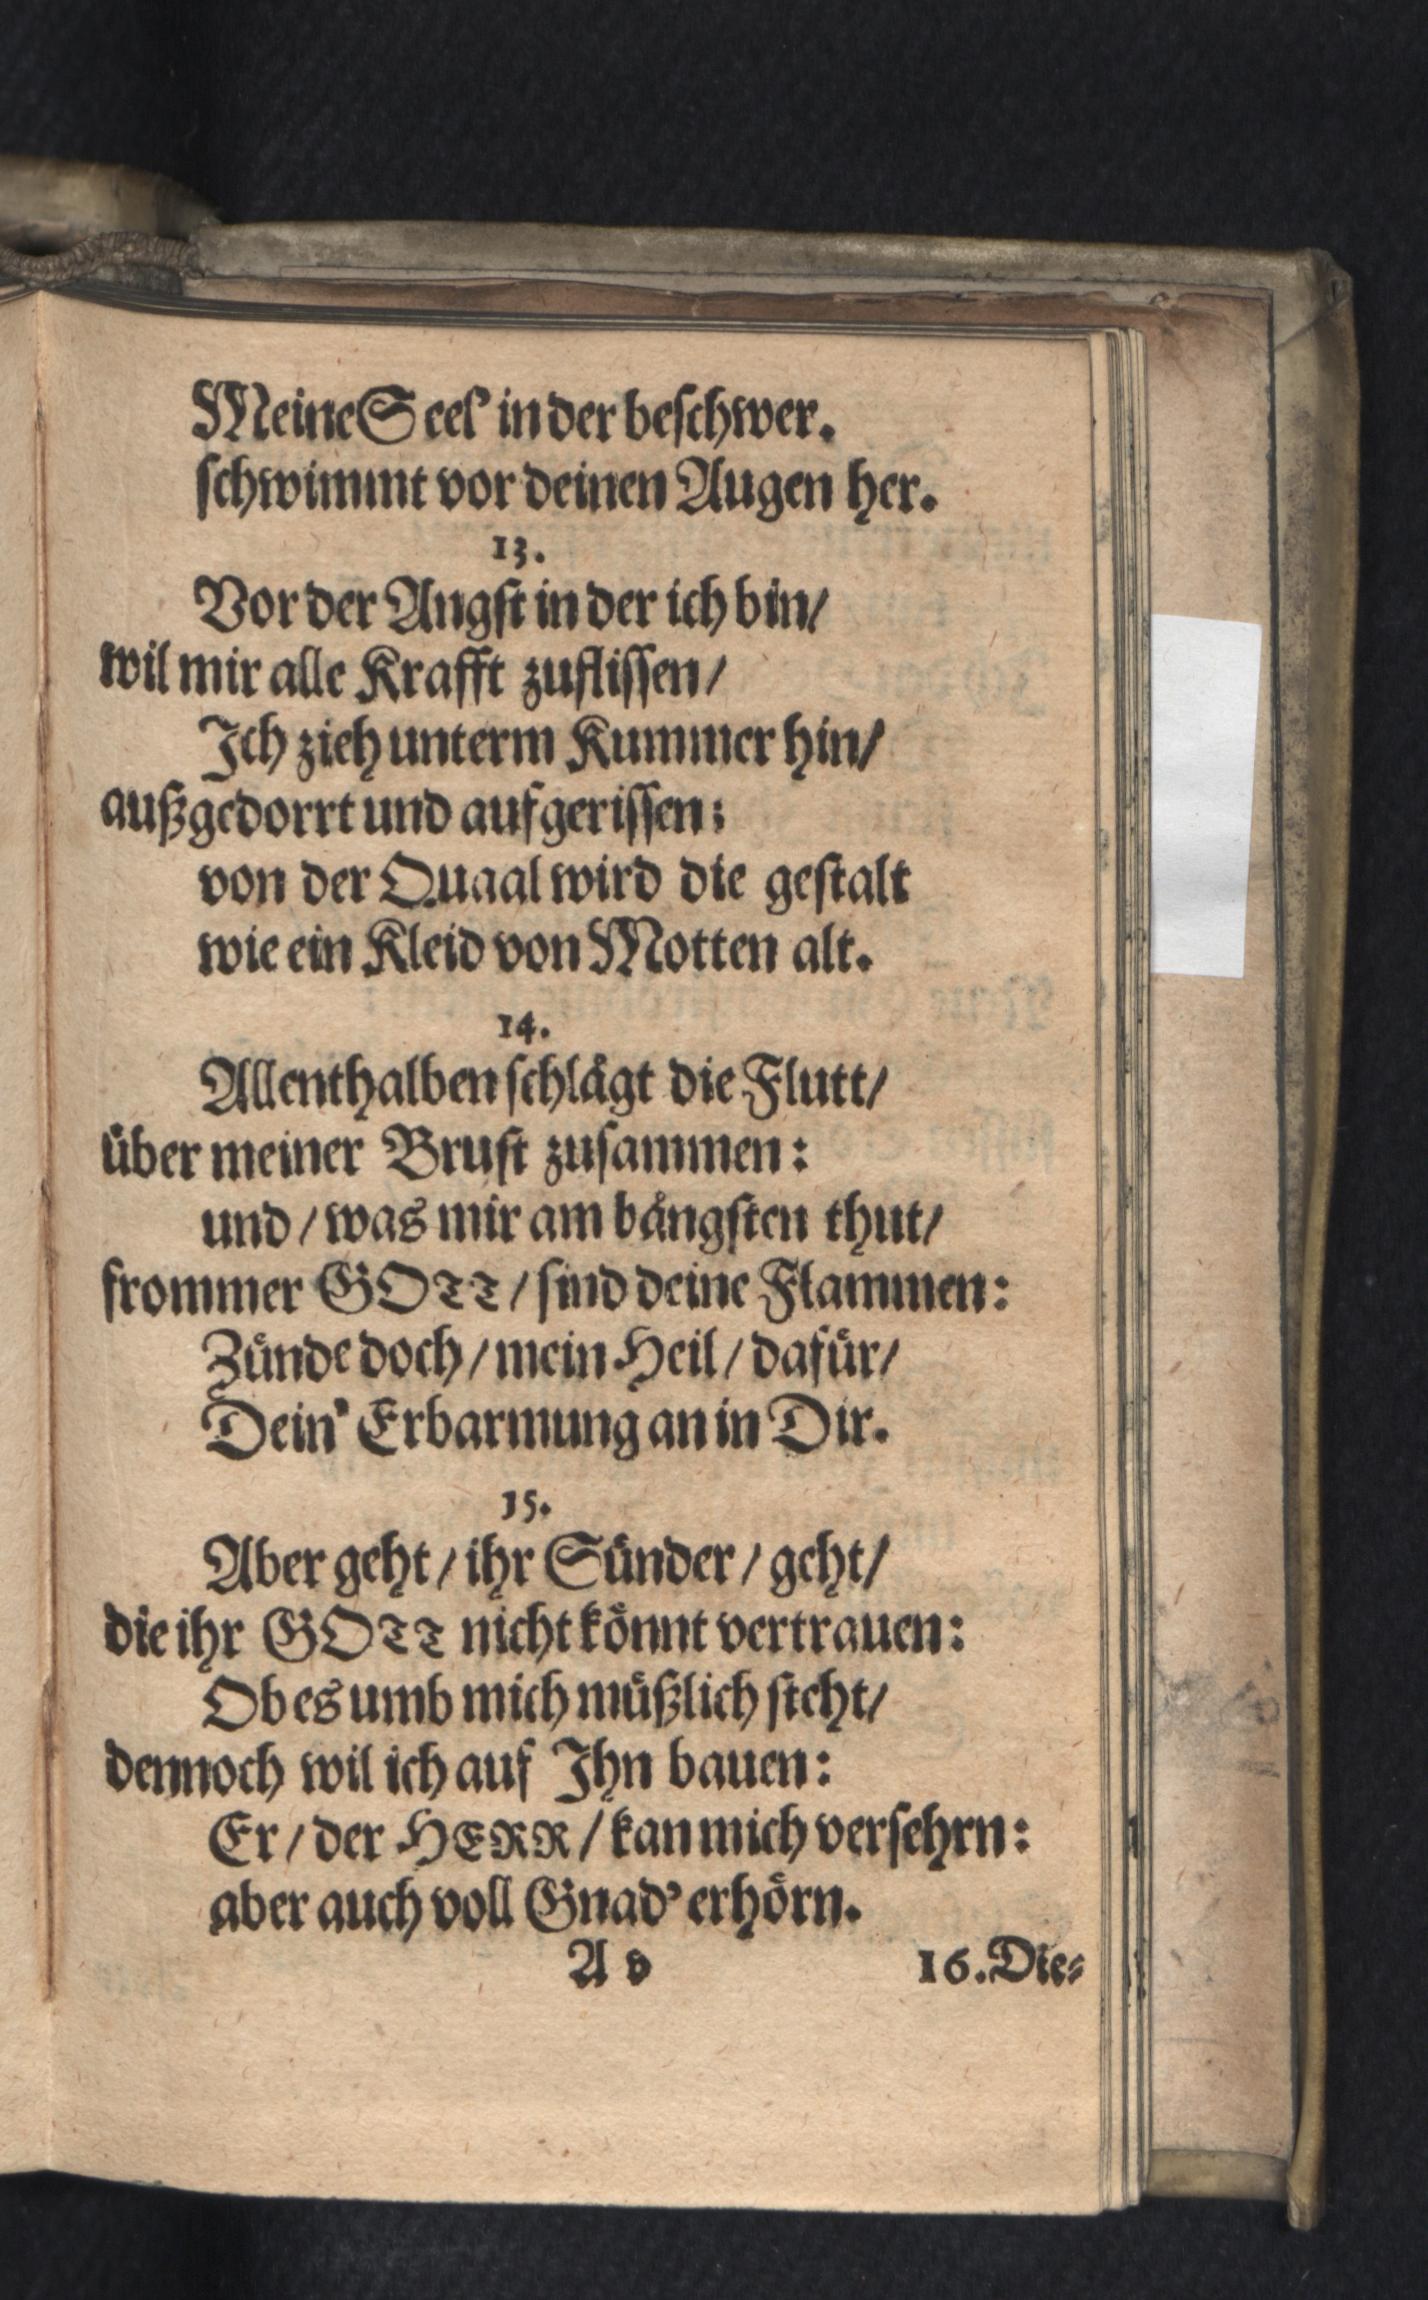 Meine Seel' in der beschwer.
schwimmt vor deinen Augen her.
13.
Vor der Angst in der ich bin/
wil mir alle Krafft zuflissen/
Ich zieh unterm Kummer hin/
außgedorrt und aufgerissen:
von der Quaal wird die gestalt
wie ein Kleid von Motten alt.
14.
Allenthalben schlägt die Flutt/
über meiner Brust zusammen:
und/ was mir am bängsten thut/
frommer GOTT/ sind deine Flammen:
Zünde doch/ mein Heil/ dafür/
Dein' Erbarmung an in Dir.
15.
Aber geht/ ihr Sünder/ geht/
die ihr GOTT nicht könnt vertrauen:
Ob es umb mich müßlich steht/
dennoch wil ich auf Ihn bauen:
Er/ der HERR/ kan mich versehrn:
aber auch voll Gnad' erhörn.
A v 16. Die-